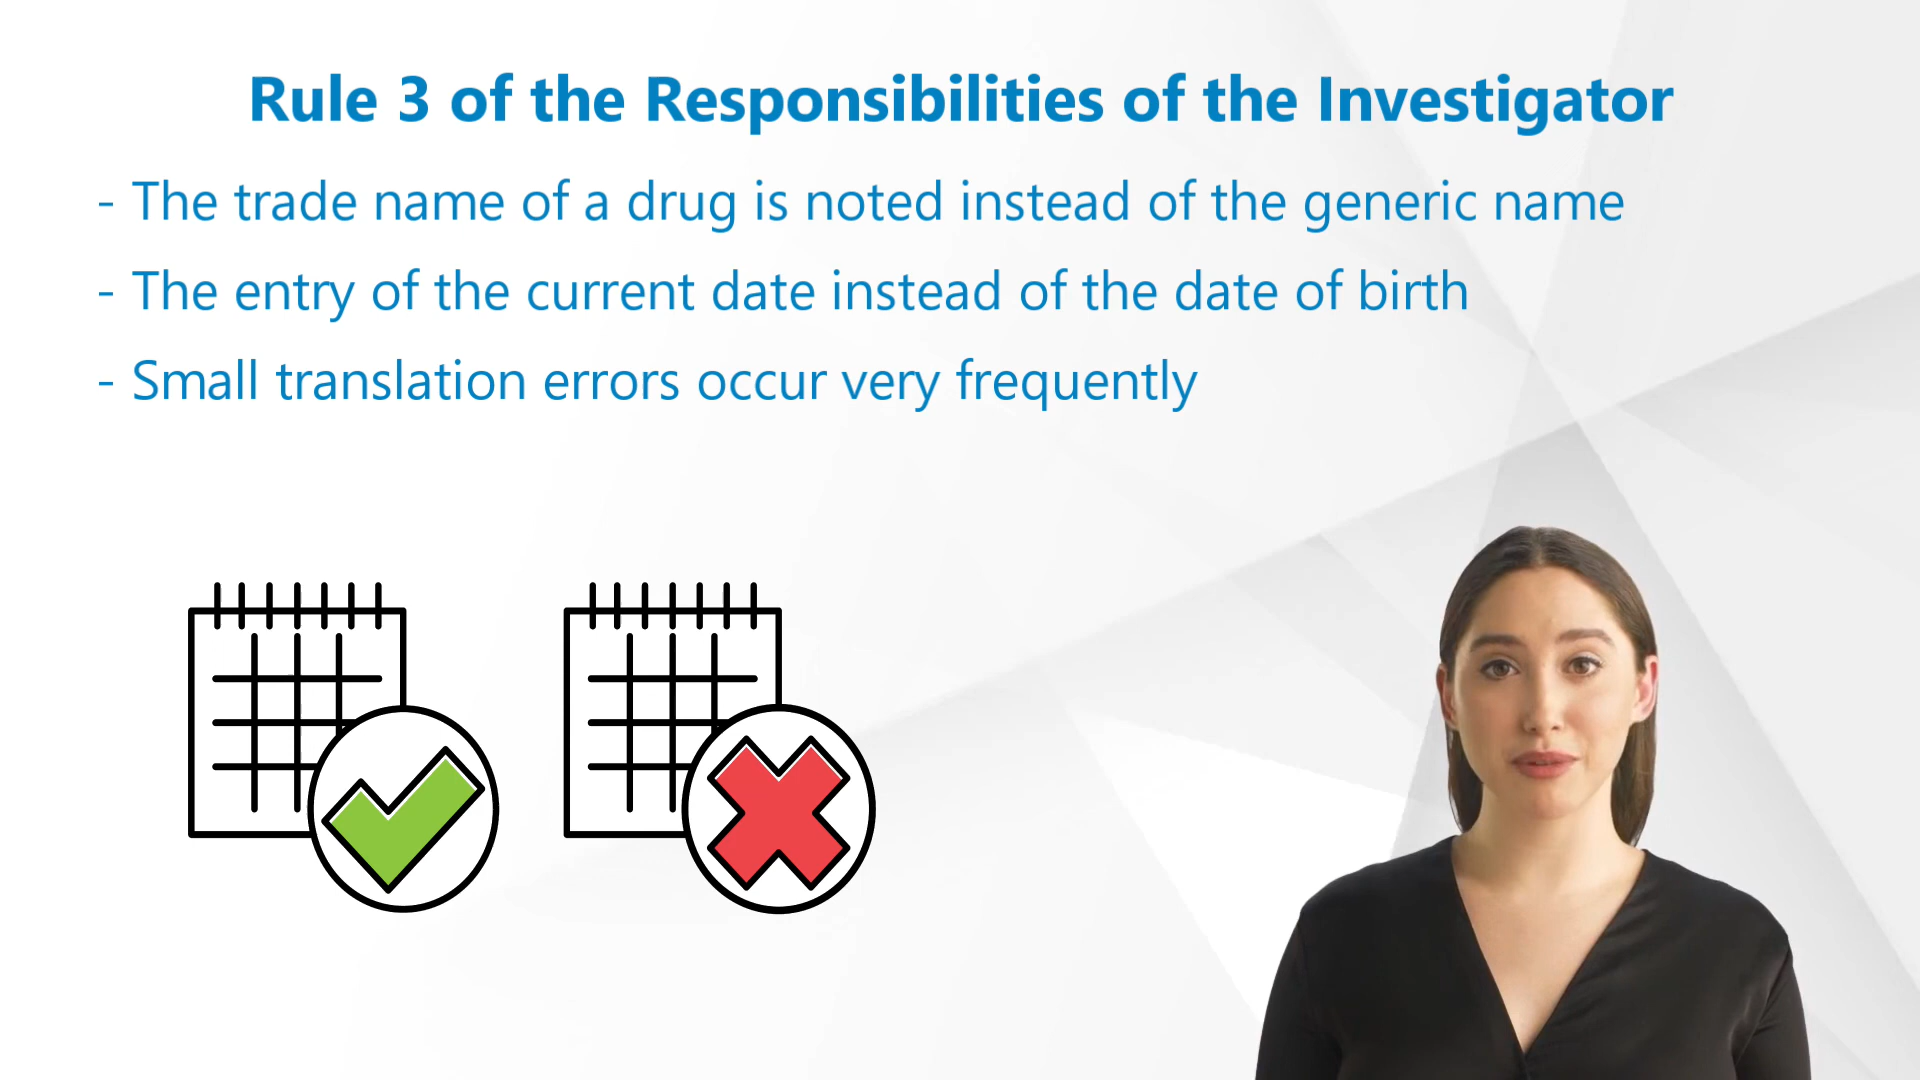 Rule 3 of the Responsibilities of the Investigator
- The trade name of a drug is noted instead of the generic name
- The entry of the current date instead of the date of birth
- Small translation errors occur very frequently